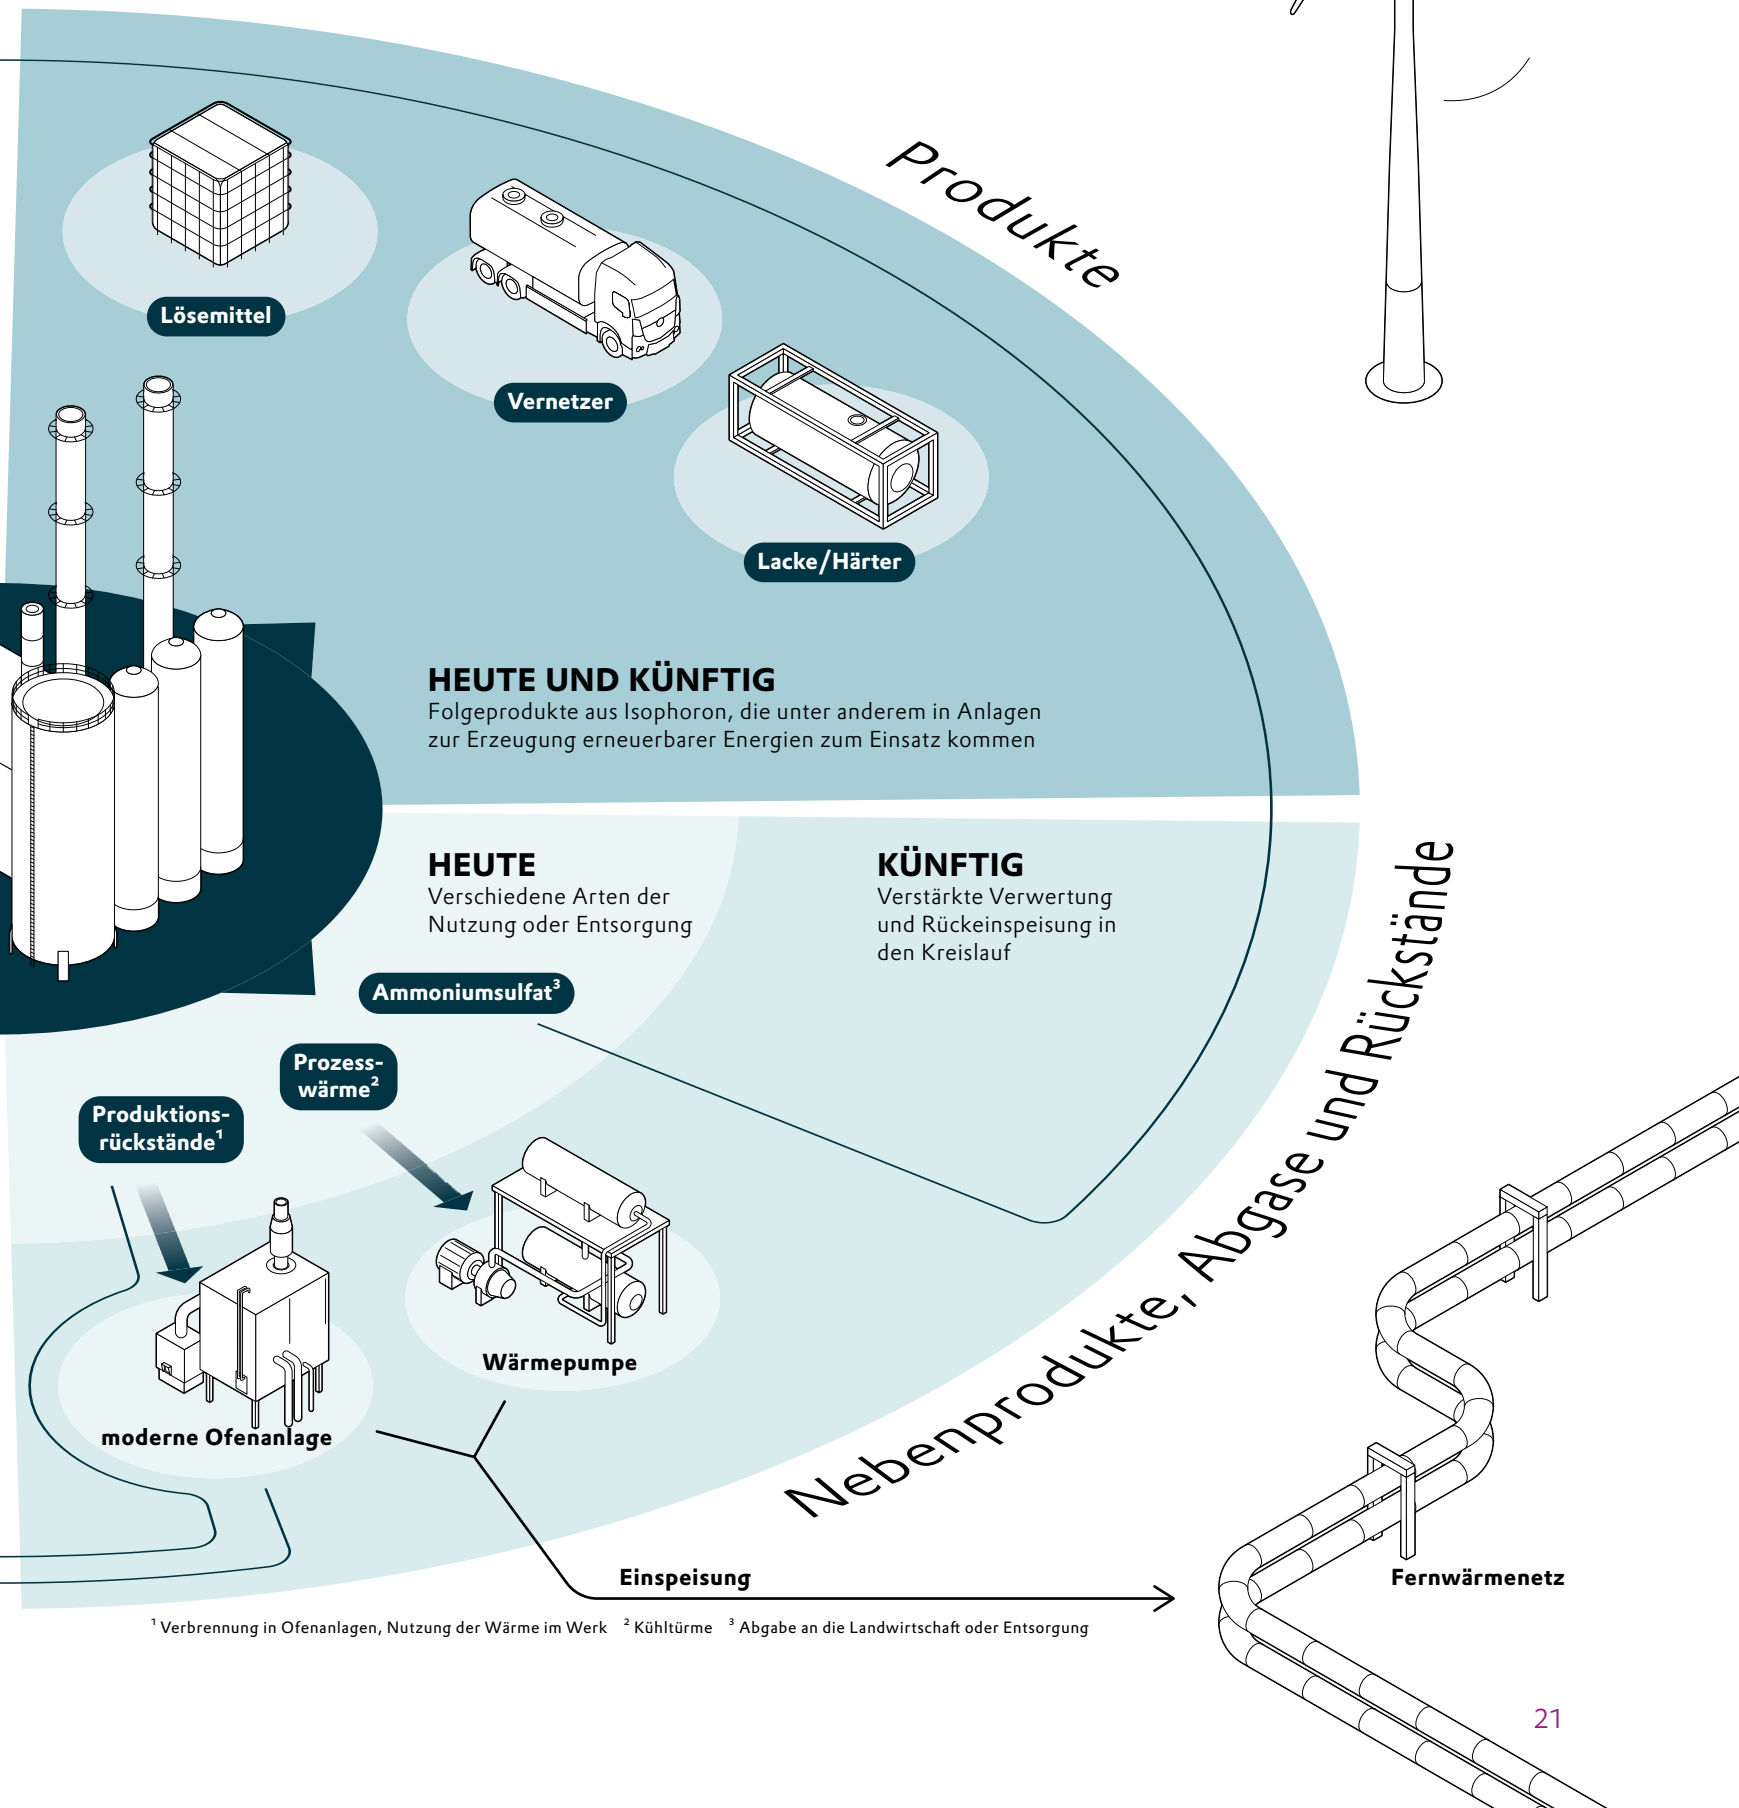 Produkte
Lösemittel
Vernetzer
Lacke/Härter
HEUTE UND KÜNFTIG
Folgeprodukte aus Isophoron, die unter anderem in Anlagen
zur Erzeugung erneuerbarer Energien zum Einsatz kommen
HEUTE
Verschiedene Arten der
Nutzung oder Entsorgung
KÜNFTIG
Verstärkte Verwertung
und Rückeinspeisung in
den Kreislauf
Nebenprodukte, Abgase und Rückstände
Ammoniumsulfat³
Prozess-
wärme²
Produktions-
rückstände¹
Wärmepumpe
moderne Ofenanlage
Einspeisung
Fernwärmenetz
¹ Verbrennung in Ofenanlagen, Nutzung der Wärme im Werk ² Kühltürme ³ Abgabe an die Landwirtschaft oder Entsorgung
21